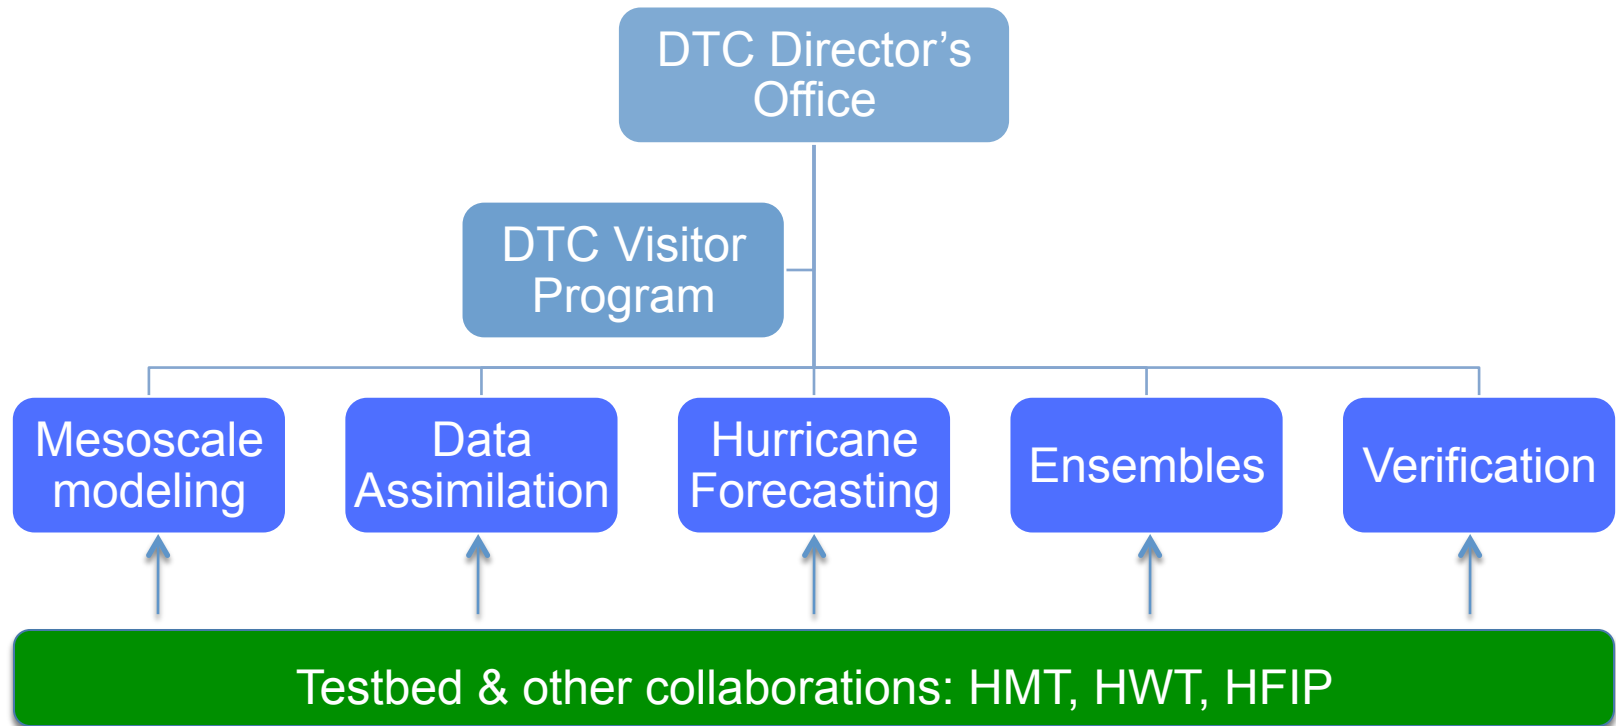 DTC Director’s
Office
DTC Visitor
Program
Mesoscale
modeling
Data
Assimilation
Hurricane
Forecasting
Ensembles
Verification
Testbed & other collaborations: HMT, HWT, HFIP